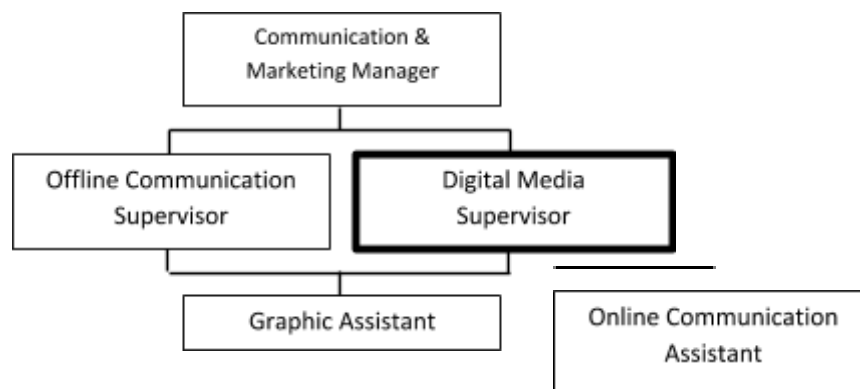 Communication &
Marketing Manager
Offline Communication
Supervisor
Digital Media
Supervisor
Graphic Assistant
Online Communication
Assistant